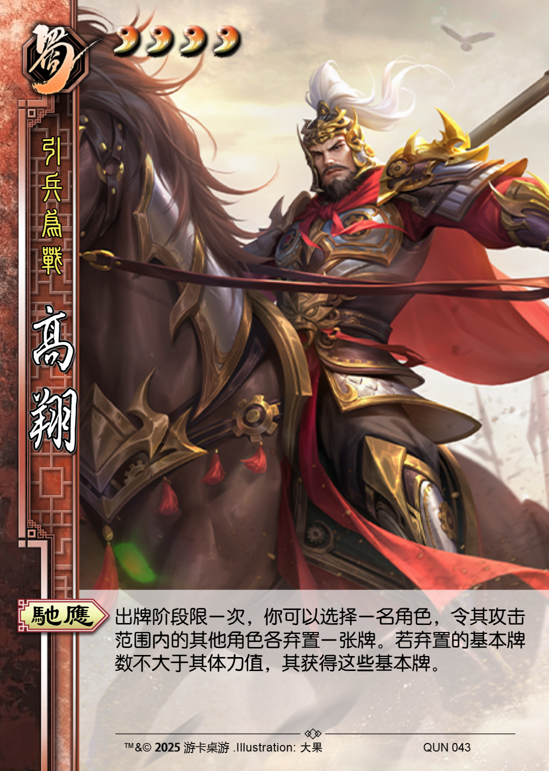 蜀
引兵為戰
高翔
馳應
出牌阶段限一次，你可以选择一名角色，令其攻击
范围内的其他角色各弃置一张牌。若弃置的基本牌
数不大于其体力值，其获得这些基本牌。
™&© 2025 游卡桌游 .Illustration: 大果
QUN 043